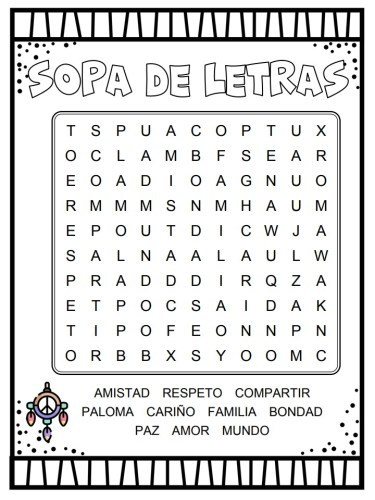 SOPA DE LETRAS
T S P U A C O P T U X
O C L A M B F S E A R
E O A D I O A G N U O
R M M M S N M H A U M
E P O U T D I C W J A
S A L N A A L A U L W
P R A D D D I R Q Z A
E T P O C S A I D A K
T I P O F E O N N P N
O R B B X S Y O O M C
AMISTAD RESPETO COMPARTIR
PALOMA CARIÑO FAMILIA BONDAD
PAZ AMOR MUNDO